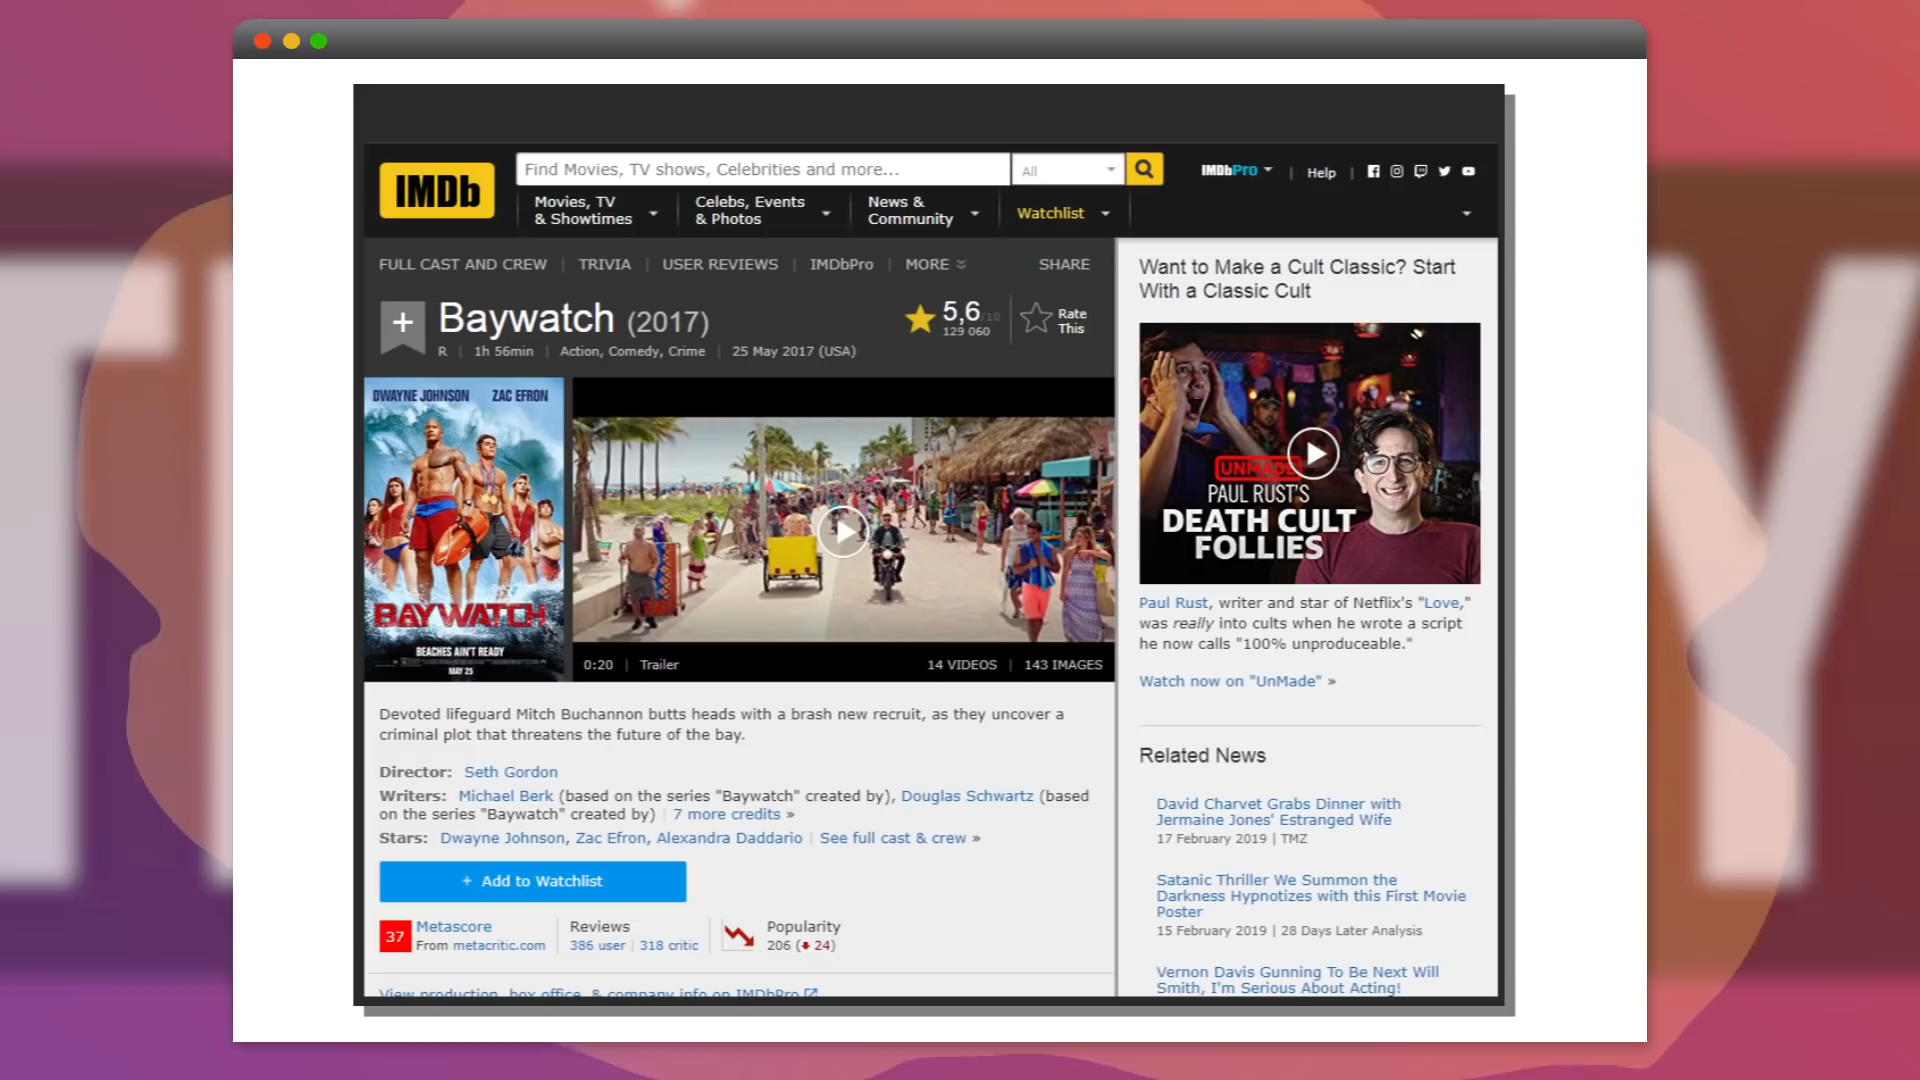 IMDb
Find Movies, TV shows, Celebrities and more...
All
IMDbPro
Help
Movies, TV
& Showtimes
Celebs, Events
& Photos
News &
Community
Watchlist
FULL CAST AND CREW
TRIVIA
USER REVIEWS
IMDbPro
MORE
SHARE
+ Baywatch (2017)
5,6/10
129 060
Rate
This
R | 1h 56min | Action, Comedy, Crime | 25 May 2017 (USA)
DWAYNE JOHNSON ZAC EFRON
BAYWATCH
BEACHES AIN'T READY
MAY 25
0:20 | Trailer
14 VIDEOS | 143 IMAGES
Devoted lifeguard Mitch Buchannon butts heads with a brash new recruit, as they uncover a
criminal plot that threatens the future of the bay.
Director: Seth Gordon
Writers: Michael Berk (based on the series "Baywatch" created by), Douglas Schwartz (based
on the series "Baywatch" created by) | 7 more credits »
Stars: Dwayne Johnson, Zac Efron, Alexandra Daddario | See full cast & crew »
+ Add to Watchlist
37
Metascore
From metacritic.com
Reviews
386 user | 318 critic
Popularity
206 (24)
View production, box office, & company info on IMDbPro
Want to Make a Cult Classic? Start
With a Classic Cult
UNMADE
PAUL RUST'S
DEATH CULT
FOLLIES
Paul Rust, writer and star of Netflix's "Love,"
was really into cults when he wrote a script
he now calls "100% unproduceable."
Watch now on "UnMade" »
Related News
David Charvet Grabs Dinner with
Jermaine Jones' Estranged Wife
17 February 2019 | TMZ
Satanic Thriller We Summon the
Darkness Hypnotizes with this First Movie
Poster
15 February 2019 | 28 Days Later Analysis
Vernon Davis Gunning To Be Next Will
Smith, I'm Serious About Acting!